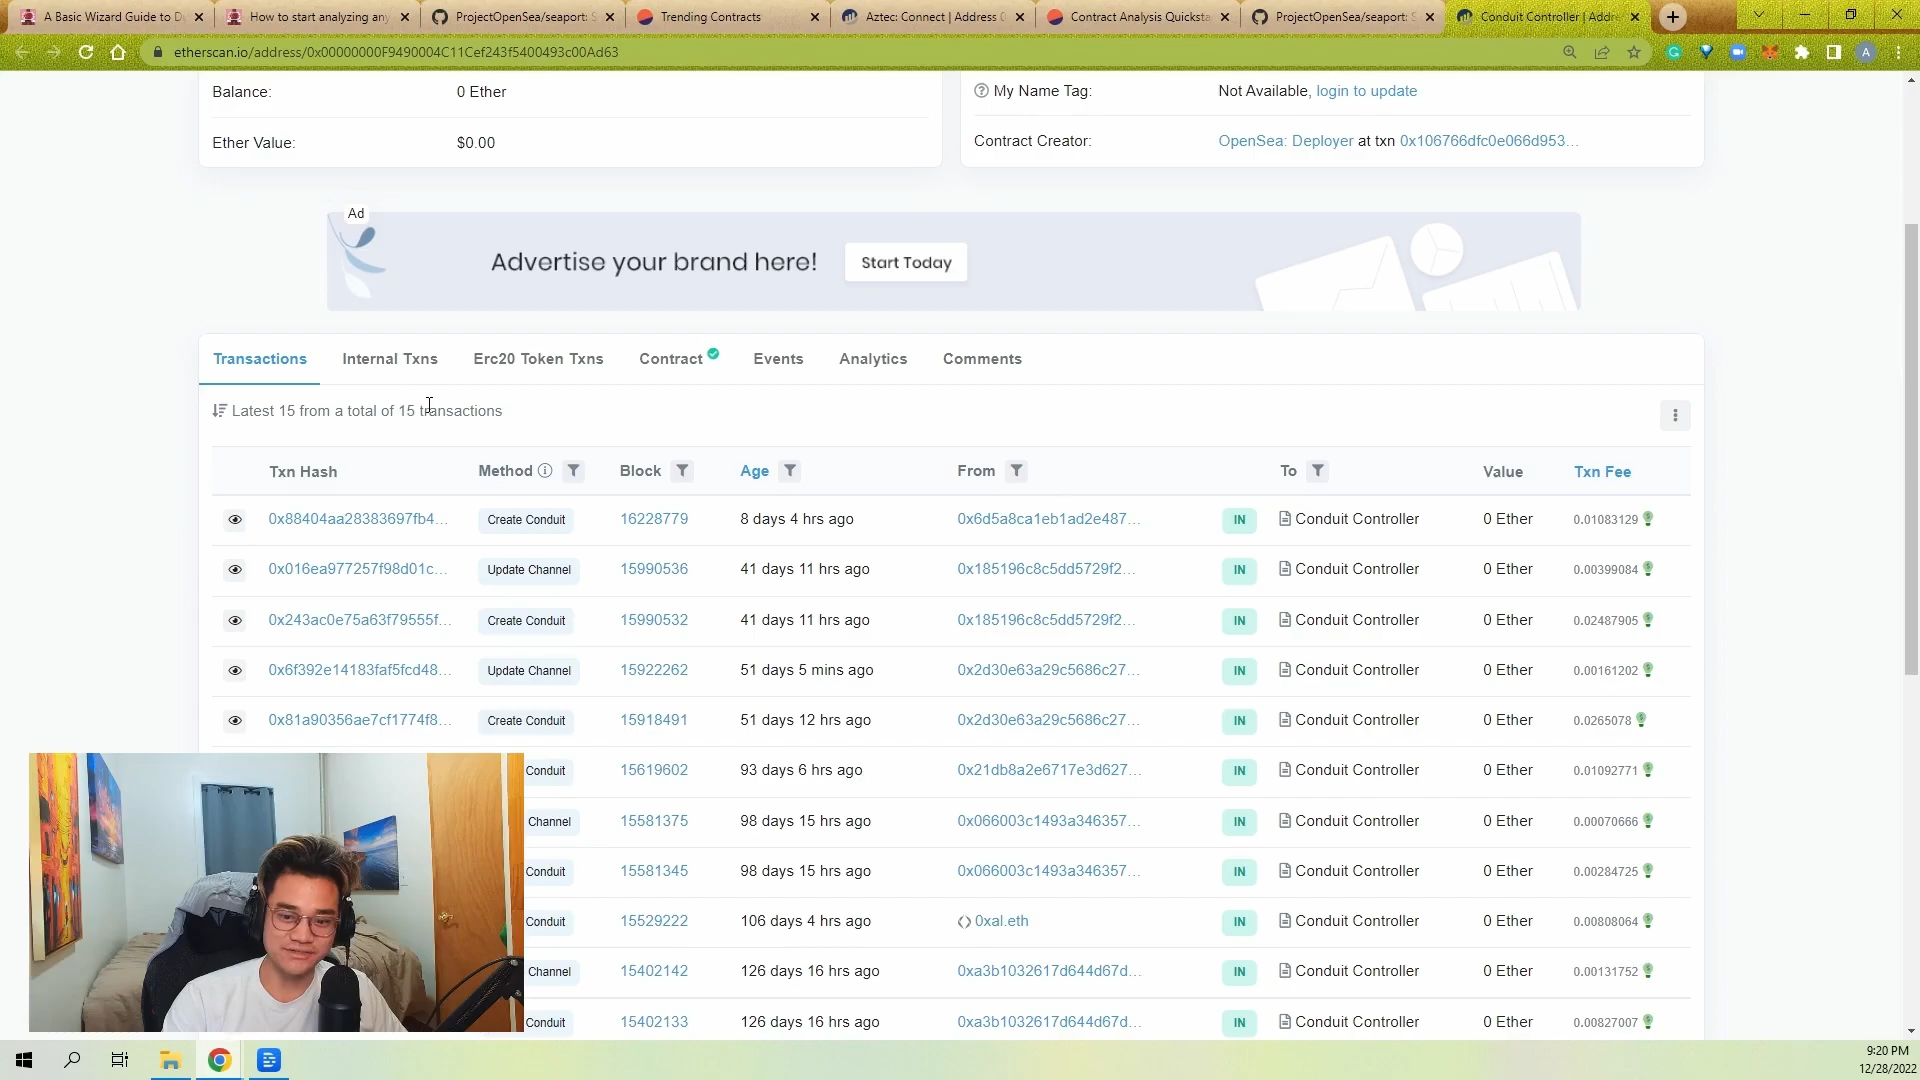 A Basic Wizard Guide to D
How to start analyzing any
ProjectOpenSea/seaport: S
Trending Contracts
Aztec: Connect | Address 0
Contract Analysis Quicksta
ProjectOpenSea/seaport: S
Conduit Controller | Addre
etherscan.io/address/0x00000000F9490004C11Cef243f5400493c00Ad63
Balance:
0 Ether
My Name Tag:
Not Available, login to update
Ether Value:
$0.00
Contract Creator:
OpenSea: Deployer at txn 0x106766dfc0e066d953...
Ad
Advertise your brand here!
Start Today
Transactions
Internal Txns
Erc20 Token Txns
Contract
Events
Analytics
Comments
Latest 15 from a total of 15 transactions
Txn Hash Method Block Age From To Value Txn Fee
0x88404aa28383697fb4... Create Conduit 16228779 8 days 4 hrs ago 0x6d5a8ca1eb1ad2e487... IN Conduit Controller 0 Ether 0.01083129
0x016ea977257f98d01c... Update Channel 15990536 41 days 11 hrs ago 0x185196c8c5dd5729f2... IN Conduit Controller 0 Ether 0.00399084
0x243ac0e75a63f79555f... Create Conduit 15990532 41 days 11 hrs ago 0x185196c8c5dd5729f2... IN Conduit Controller 0 Ether 0.02487905
0x6f392e14183faf5fcd48... Update Channel 15922262 51 days 5 mins ago 0x2d30e63a29c5686c27... IN Conduit Controller 0 Ether 0.00161202
0x81a90356ae7cf1774f8... Create Conduit 15918491 51 days 12 hrs ago 0x2d30e63a29c5686c27... IN Conduit Controller 0 Ether 0.0265078
Conduit 15619602 93 days 6 hrs ago 0x21db8a2e6717e3d627... IN Conduit Controller 0 Ether 0.01092771
Channel 15581375 98 days 15 hrs ago 0x066003c1493a346357... IN Conduit Controller 0 Ether 0.00070666
Conduit 15581345 98 days 15 hrs ago 0x066003c1493a346357... IN Conduit Controller 0 Ether 0.00284725
Conduit 15529222 106 days 4 hrs ago 0xal.eth IN Conduit Controller 0 Ether 0.00808064
Channel 15402142 126 days 16 hrs ago 0xa3b1032617d644d67d... IN Conduit Controller 0 Ether 0.00131752
Conduit 15402133 126 days 16 hrs ago 0xa3b1032617d644d67d... IN Conduit Controller 0 Ether 0.00827007
9:20 PM
12/28/2022